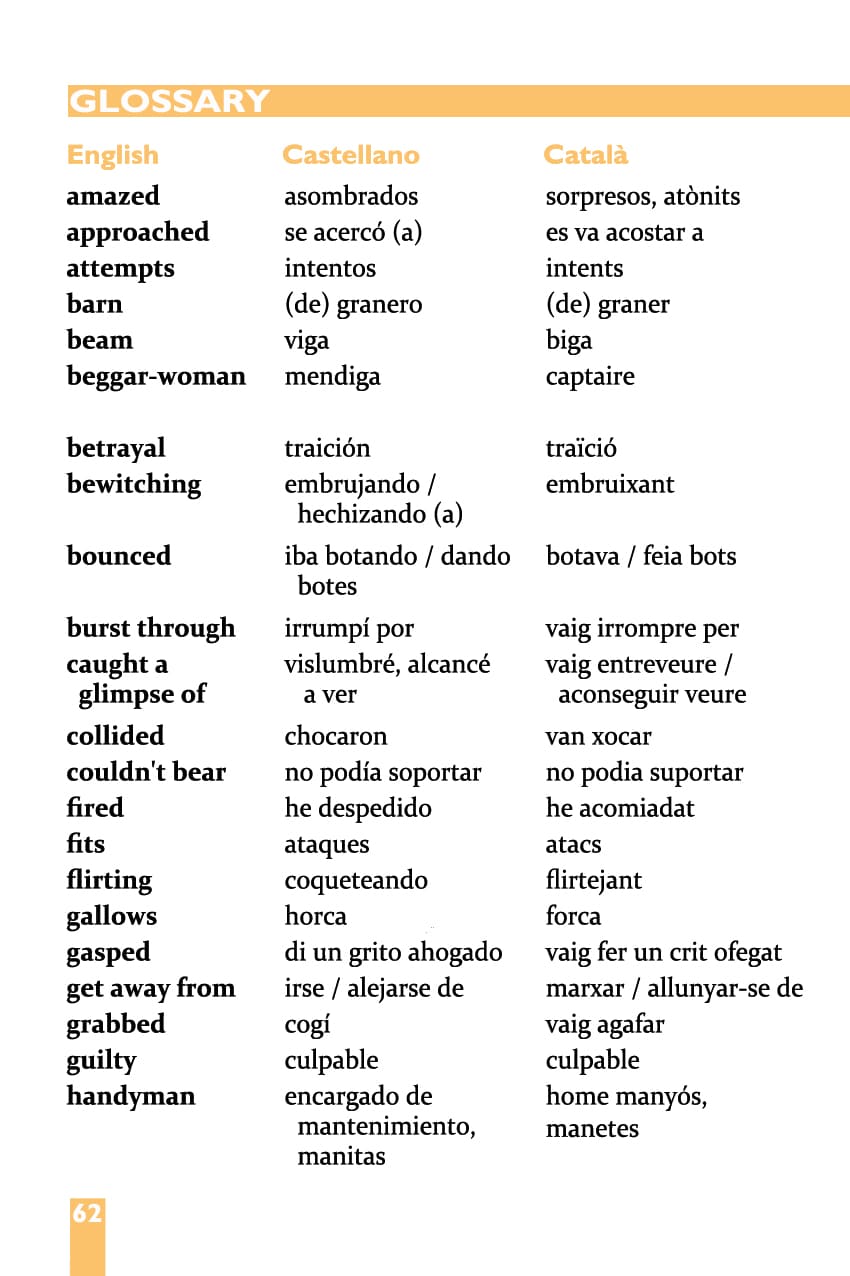 GLOSSARY
English Castellano Català
amazed asombrados sorpresos, atònits
approached se acercó (a) es va acostar a
attempts intentos intents
barn (de) granero (de) graner
beam viga biga
beggar-woman mendiga captaire
betrayal traición traïció
bewitching embrujando / embruixant
hechizando (a)
bounced iba botando / dando botava / feia bots
botes
burst through irrumpí por vaig irrompre per
caught a vislumbré, alcancé vaig entreveure /
glimpse of a ver aconseguir veure
collided chocaron van xocar
couldn't bear no podía soportar no podia suportar
fired he despedido he acomiadat
fits ataques atacs
flirting coqueteando flirtejant
gallows horca forca
gasped di un grito ahogado vaig fer un crit ofegat
get away from irse / alejarse de marxar / allunyar-se de
grabbed cogí vaig agafar
guilty culpable culpable
handyman encargado de home manyós,
mantenimiento, manetes
manitas
62